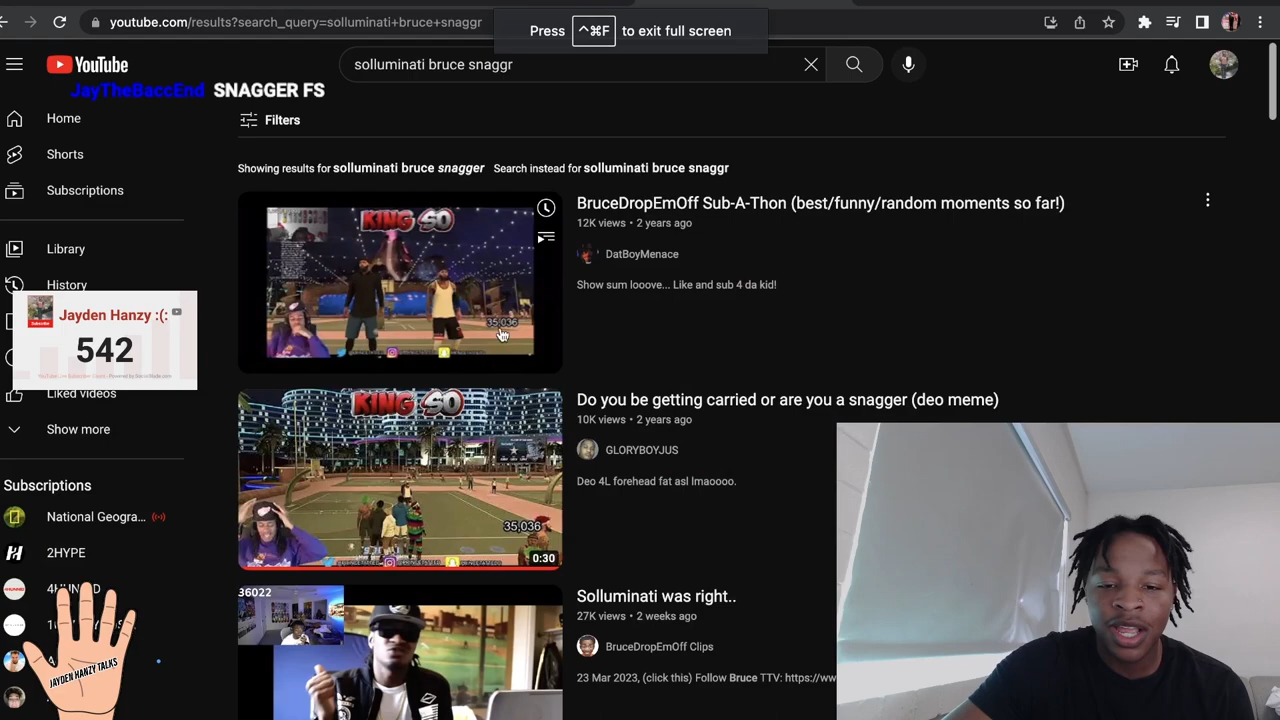 youtube.com/results?search_query=solluminati+bruce+snaggr
Press ^⌘F to exit full screen
YouTube
solluminati bruce snaggr
JayTheBaccEnd SNAGGER FS
Home
Filters
Shorts
Showing results for solluminati bruce snagger Search instead for solluminati bruce snaggr
Subscriptions
KING SO
35,036
BruceDropEmOff Sub-A-Thon (best/funny/random moments so far!)
12K views • 2 years ago
DatBoyMenace
Show sum looove... Like and sub 4 da kid!
Library
History
Jayden Hanzy :(:
Subscribe
542
Liked videos
Show more
KING SO
35,036
0:30
Do you be getting carried or are you a snagger (deo meme)
10K views • 2 years ago
GLORYBOYJUS
Deo 4L forehead fat asl lmaoooo.
Subscriptions
National Geogra...
2HYPE
JAYDEN HANZY TALKS
36022
Solluminati was right..
27K views • 2 weeks ago
BruceDropEmOff Clips
23 Mar 2023, (click this) Follow Bruce TTV: https://ww